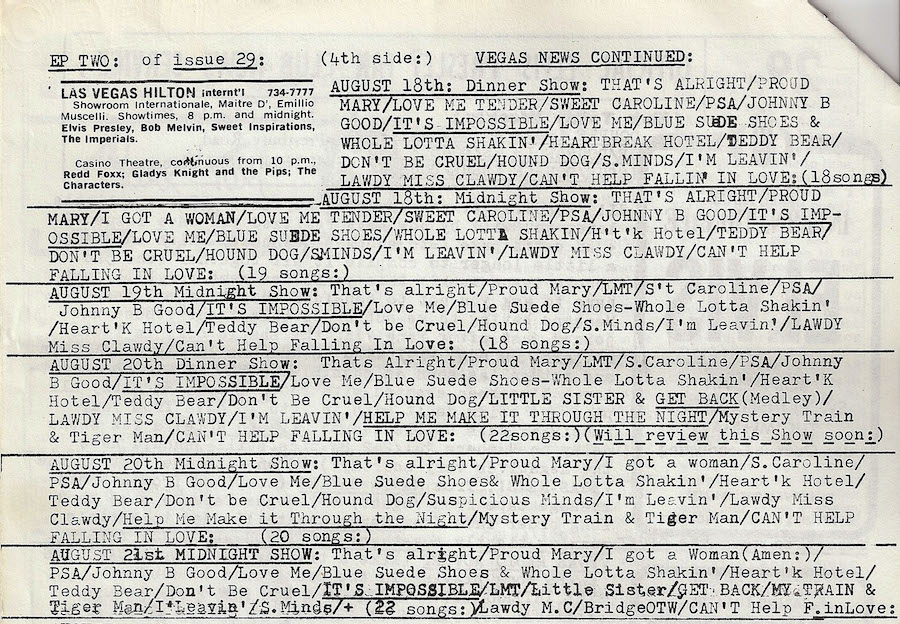 EP TWO: of issue 29: (4th side:) VEGAS NEWS CONTINUED:
LAS VEGAS HILTON internt'l 734-7777
Showroom Internationale, Maitre D', Emillio
Muscelli. Showtimes, 8 p.m. and midnight.
Elvis Presley, Bob Melvin, Sweet Inspirations,
The Imperials.
Casino Theatre, continuous from 10 p.m.,
Redd Foxx; Gladys Knight and the Pips; The
Characters.
AUGUST 18th: Dinner Show: THAT'S ALRIGHT/PROUD
MARY/LOVE ME TENDER/SWEET CAROLINE/PSA/JOHNNY B
GOOD/IT'S IMPOSSIBLE/LOVE ME/BLUE SUEDE SHOES &
WHOLE LOTTA SHAKIN'/HEARTBREAK HOTEL/TEDDY BEAR/
DON'T BE CRUEL/HOUND DOG/S.MINDS/I'M LEAVIN'/
LAWDY MISS CLAWDY/CAN'T HELP FALLIN IN LOVE:(18songs)
AUGUST 18th: Midnight Show: THAT'S ALRIGHT/PROUD
MARY/I GOT A WOMAN/LOVE ME TENDER/SWEET CAROLINE/PSA/JOHNNY B GOOD/IT'S IMP-
OSSIBLE/LOVE ME/BLUE SUEDE SHOES/WHOLE LOTTA SHAKIN/H't'k Hotel/TEDDY BEAR/
DON'T BE CRUEL/HOUND DOG/SMINDS/I'M LEAVIN'/LAWDY MISS CLAWDY/CAN'T HELP
FALLING IN LOVE: (19 songs:)
AUGUST 19th Midnight Show: That's alright/Proud Mary/LMT/S't Caroline/PSA/
Johnny B Good/IT'S IMPOSSIBLE/Love Me/Blue Suede Shoes-Whole Lotta Shakin'
/Heart'K Hotel/Teddy Bear/Don't be Cruel/Hound Dog/S.Minds/I'm Leavin'/LAWDY
Miss Clawdy/Can't Help Falling In Love: (18 songs:)
AUGUST 20th Dinner Show: Thats Alright/Proud Mary/LMT/S.Caroline/PSA/Johnny
B Good/IT'S IMPOSSIBLE/Love Me/Blue Suede Shoes-Whole Lotta Shakin'/Heart'K
Hotel/Teddy Bear/Don't Be Cruel/Hound Dog/LITTLE SISTER & GET BACK(Medley)/
LAWDY MISS CLAWDY/I'M LEAVIN'/HELP ME MAKE IT THROUGH THE NIGHT/Mystery Train
& Tiger Man/CAN'T HELP FALLING IN LOVE: (22songs:)(Will review this Show soon:)
AUGUST 20th Midnight Show: That's alright/Proud Mary/I got a woman/S.Caroline/
PSA/Johnny B Good/Love Me/Blue Suede Shoes& Whole Lotta Shakin'/Heart'k Hotel/
Teddy Bear/Don't be Cruel/Hound Dog/Suspicious Minds/I'm Leavin'/Lawdy Miss
Clawdy/Help Me Make it Through the Night/Mystery Train & Tiger Man/CAN'T HELP
FALLING IN LOVE: (20 songs:)
AUGUST 21st MIDNIGHT SHOW: That's alright/Proud Mary/I got a Woman(Amen:)/
PSA/Johnny B Good/Love Me/Blue Suede Shoes & Whole Lotta Shakin'/Heart'k Hotel/
Teddy Bear/Don't Be Cruel/IT'S IMPOSSIBLE/LMT/Little Sister/GET BACK/MY.TRAIN &
Tiger Man/I'Leavin'/S.Minds/+ (22 songs:)/Lawdy M.C/BridgeOTW/CAN'T Help F.inLove: